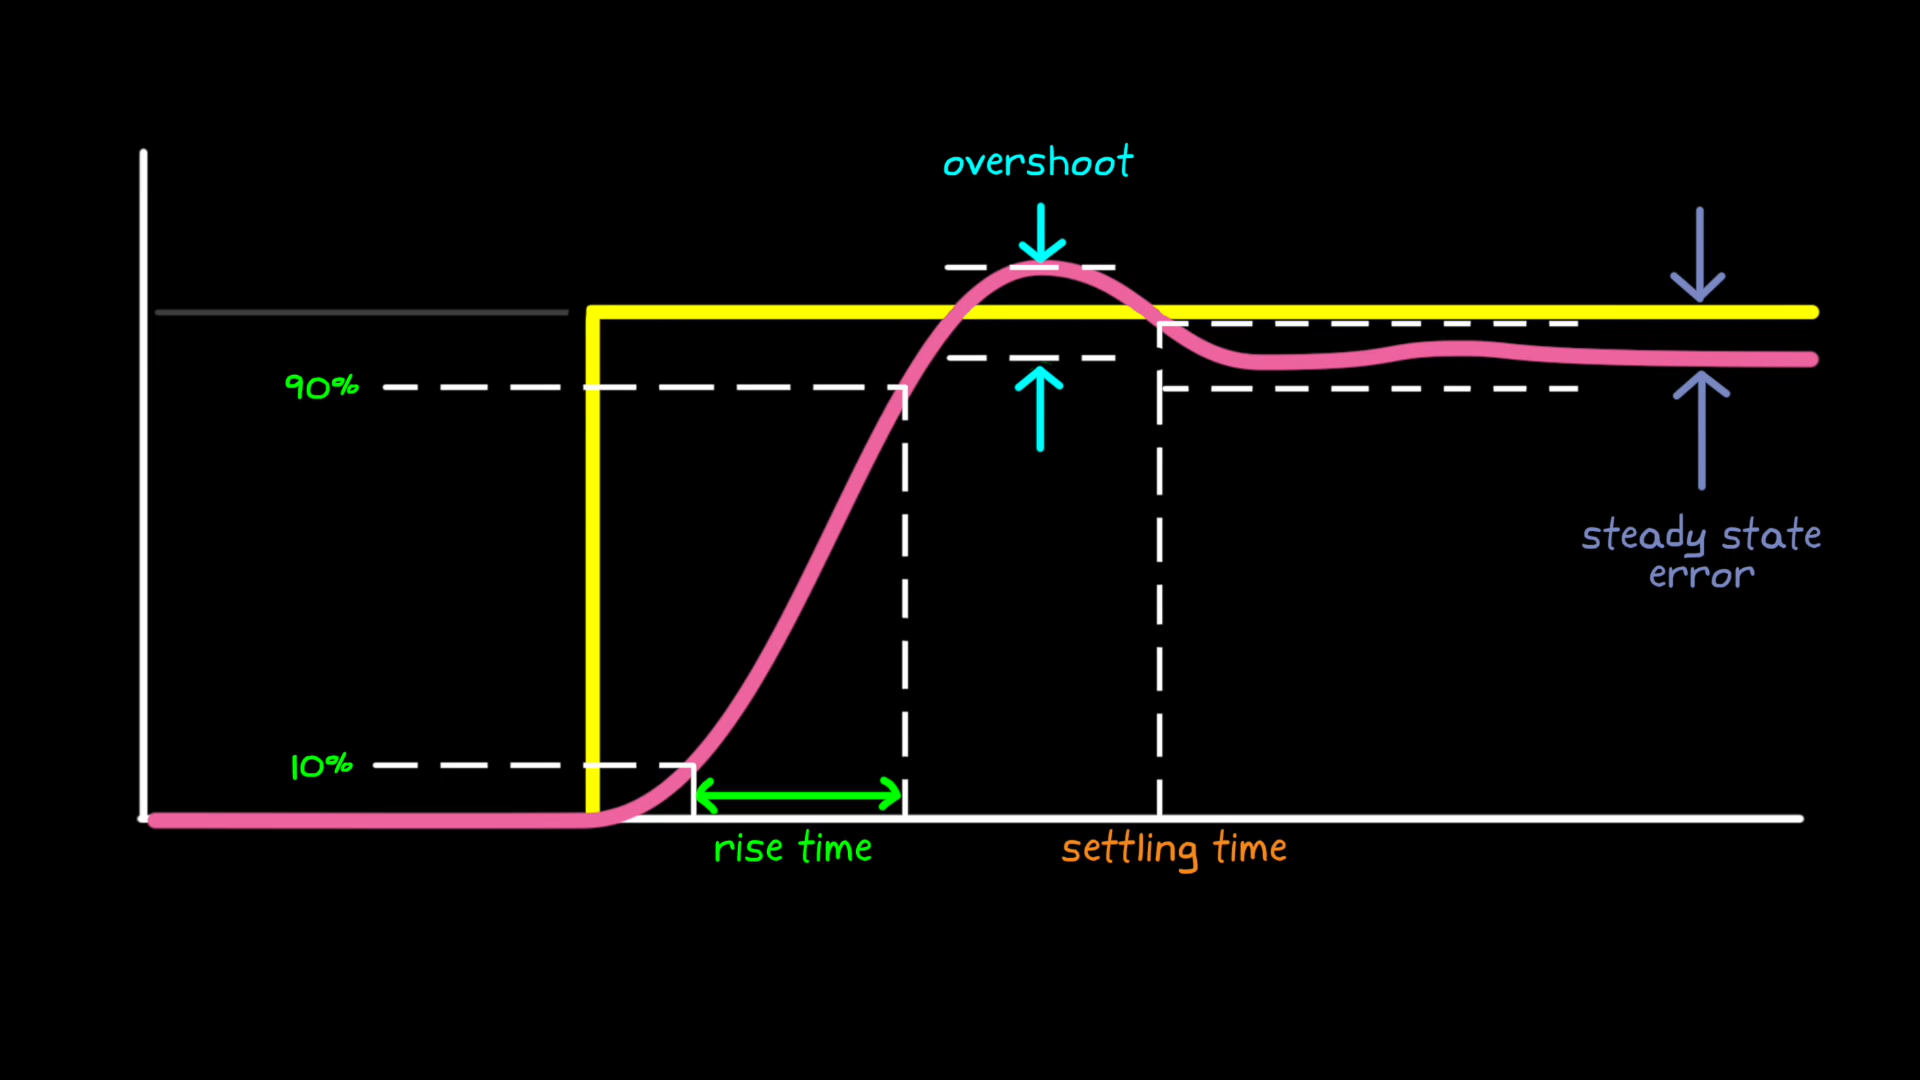 overshoot
90%
10%
rise time
settling time
steady state
error